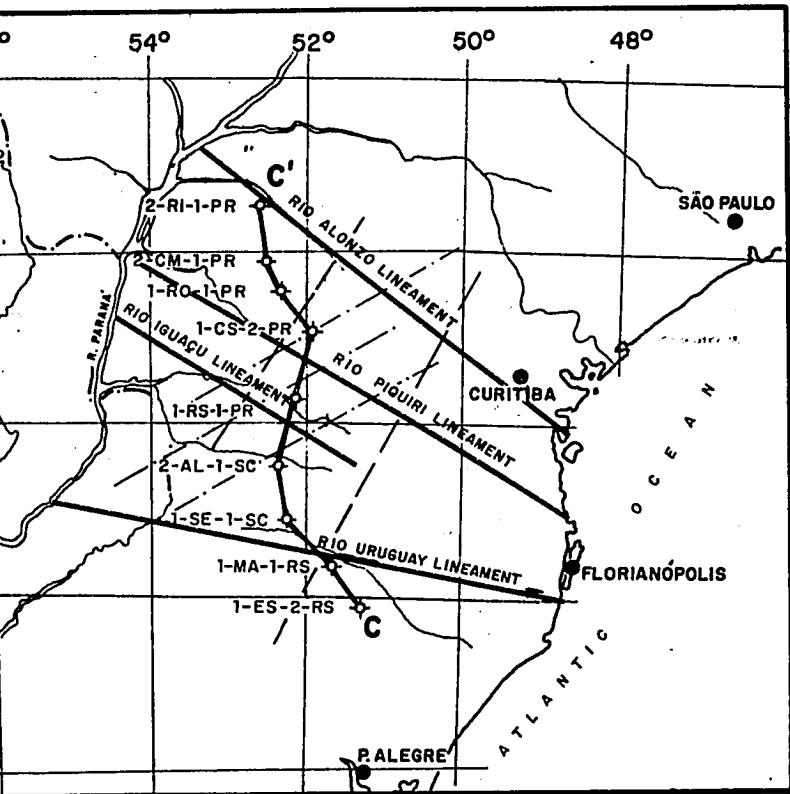 54° 52° 50° 48°
C'
2-RI-1-PR
RIO ALONZO LINEAMENT
SÃO PAULO
2-CM-1-PR
1-RO-1-PR
R. PARANÁ
RIO IGUAÇU LINEAMENT
1-CS-2-PR
RIO PIQUIRI LINEAMENT
CURITIBA
1-RS-1-PR
2-AL-1-SC
1-SE-1-SC
RIO URUGUAY LINEAMENT
1-MA-1-RS
FLORIANÓPOLIS
1-ES-2-RS
C
ATLANTIC
OCEAN
P. ALEGRE